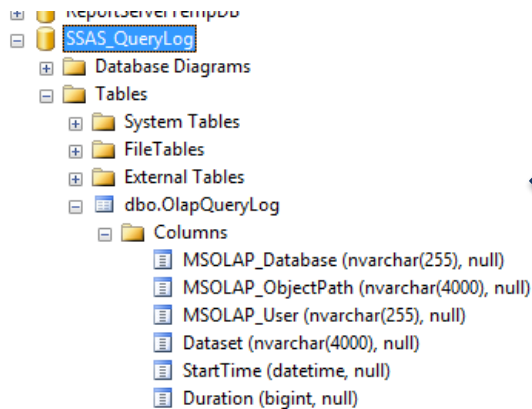 ReportServerTempDB
SSAS_QueryLog
Database Diagrams
Tables
System Tables
FileTables
External Tables
dbo.OlapQueryLog
Columns
MSOLAP_Database (nvarchar(255), null)
MSOLAP_ObjectPath (nvarchar(4000), null)
MSOLAP_User (nvarchar(255), null)
Dataset (nvarchar(4000), null)
StartTime (datetime, null)
Duration (bigint, null)